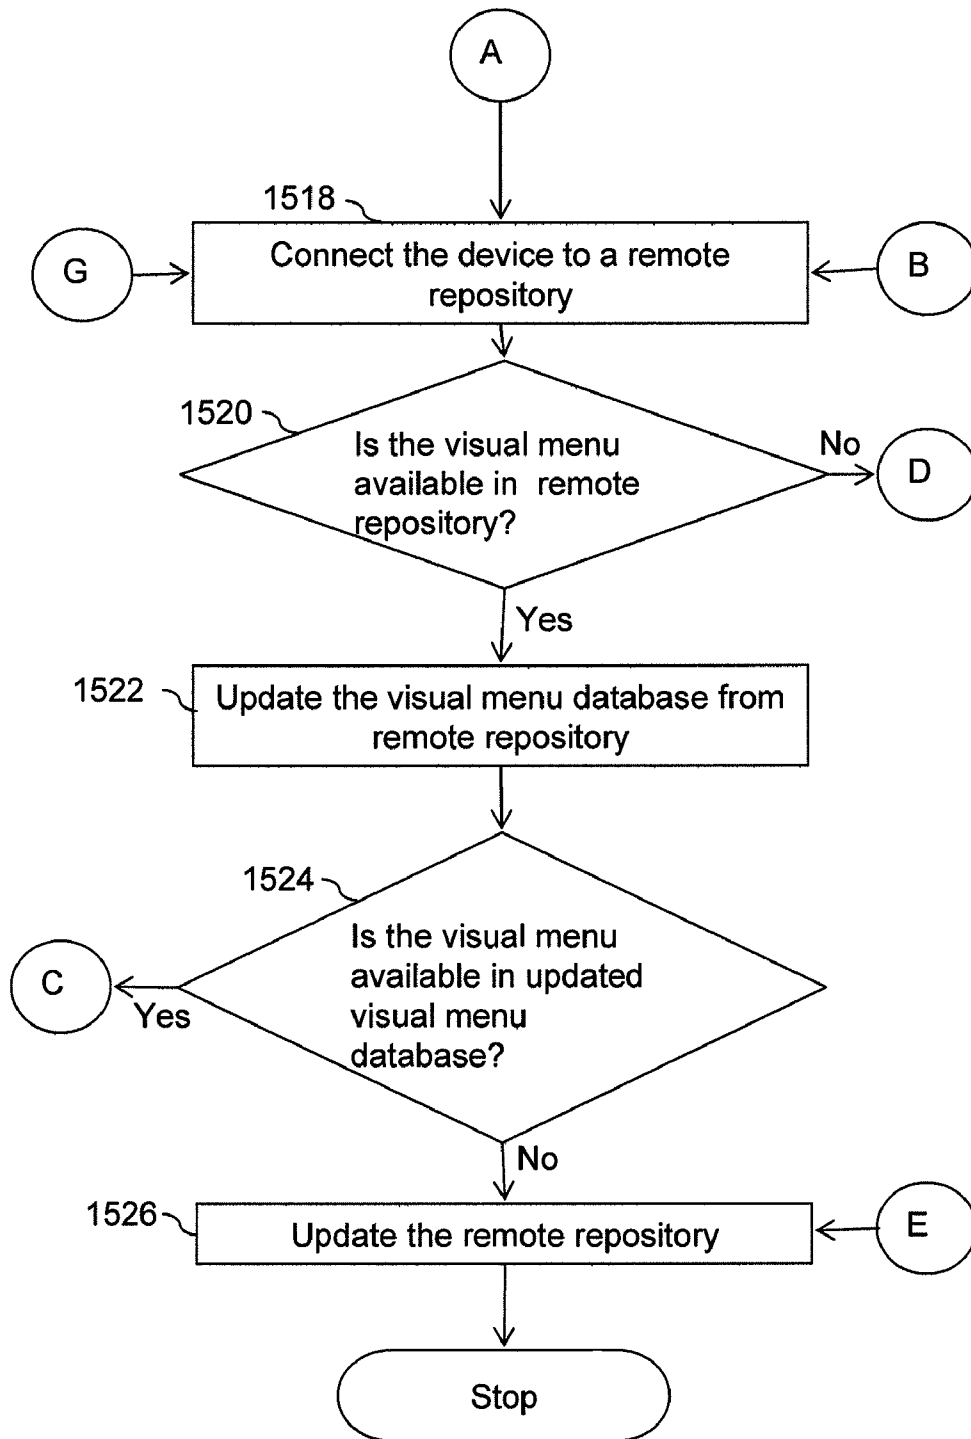 A
1518
Connect the device to a remote
repository
G
B
1520
Is the visual menu
available in remote
repository?
No
D
Yes
1522
Update the visual menu database from
remote repository
1524
Is the visual menu
available in updated
visual menu
database?
C
Yes
No
1526
Update the remote repository
E
Stop